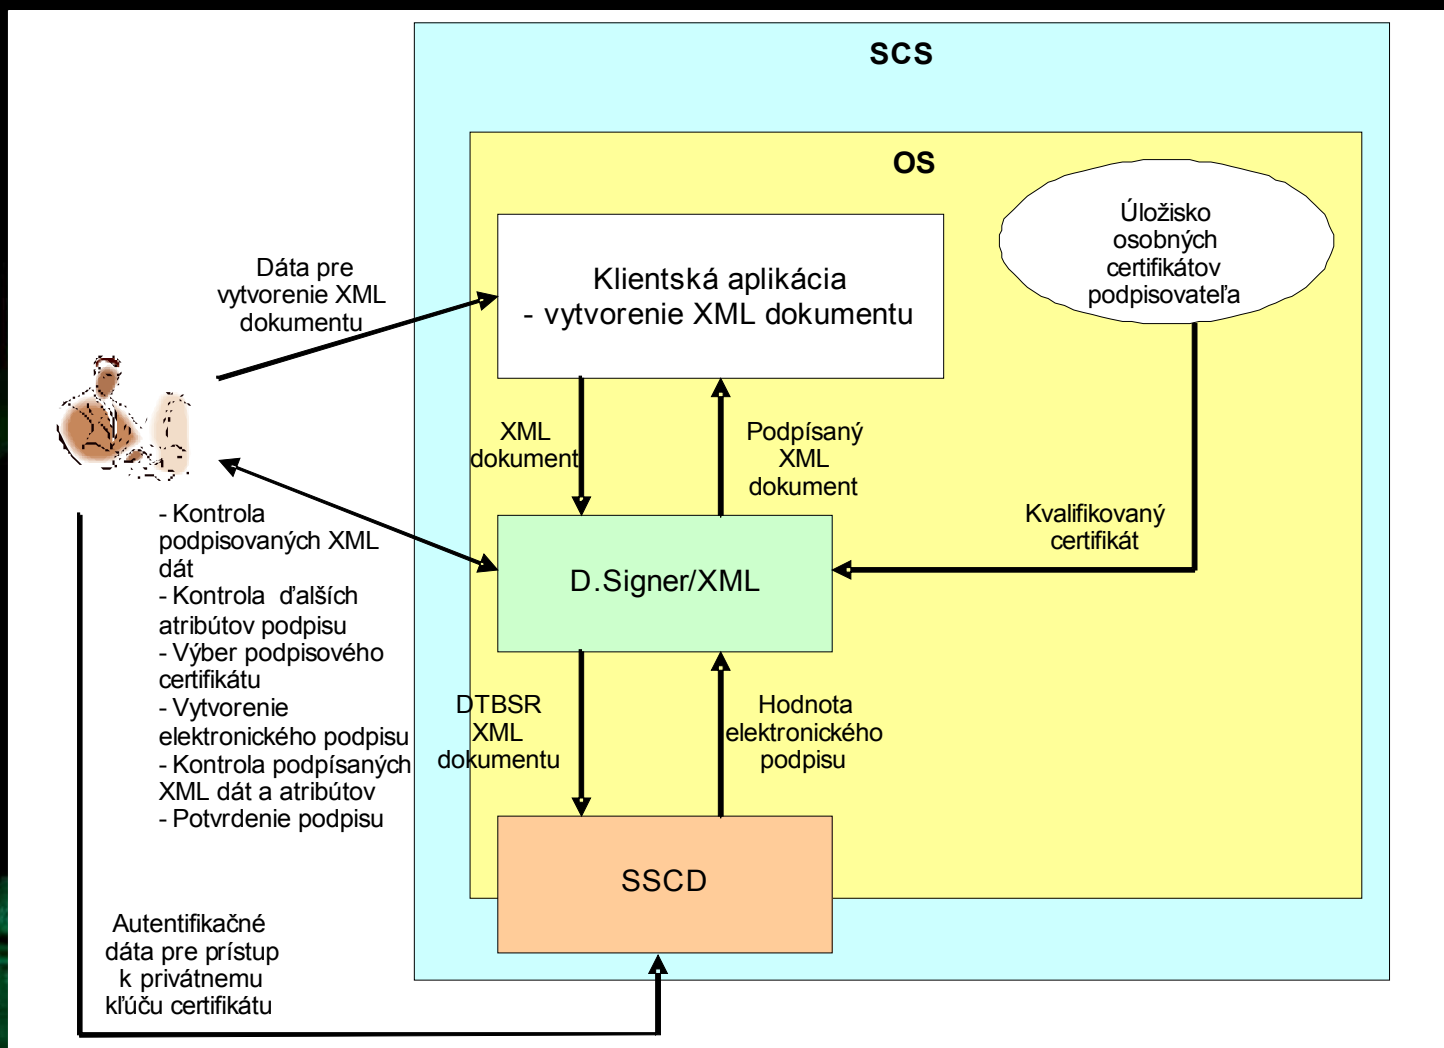 SCS
OS
Úložisko
osobných
certifikátov
podpisovateľa
Klientská aplikácia
- vytvorenie XML dokumentu
Dáta pre
vytvorenie XML
dokumentu
XML
dokument
Podpísaný
XML
dokument
Kvalifikovaný
certifikát
D.Signer/XML
- Kontrola
podpisovaných XML
dát
- Kontrola ďalších
atribútov podpisu
- Výber podpisového
certifikátu
- Vytvorenie
elektronického podpisu
- Kontrola podpísaných
XML dát a atribútov
- Potvrdenie podpisu
DTBSR
XML
dokumentu
Hodnota
elektronického
podpisu
SSCD
Autentifikačné
dáta pre prístup
k privátnemu
kľúču certifikátu